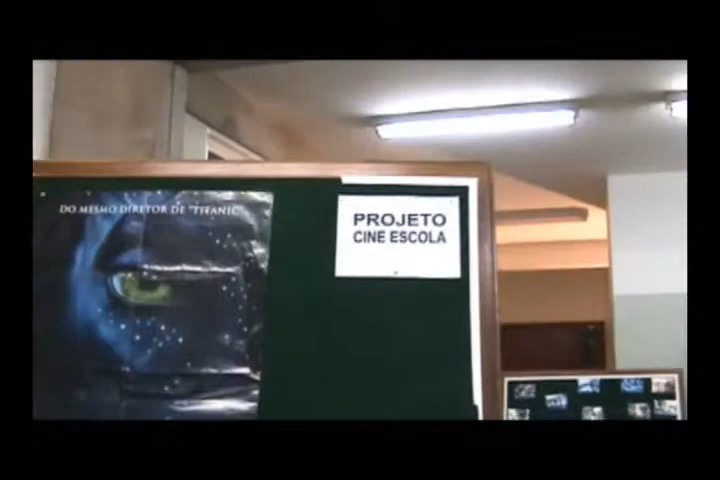 DO MESMO DIRETOR DE "TITANIC"
PROJETO
CINE ESCOLA